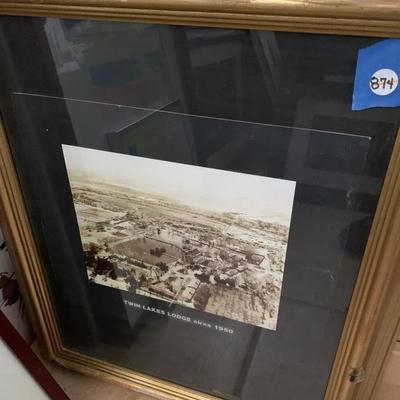 874
TWIN LAKES LODGE circa 1950